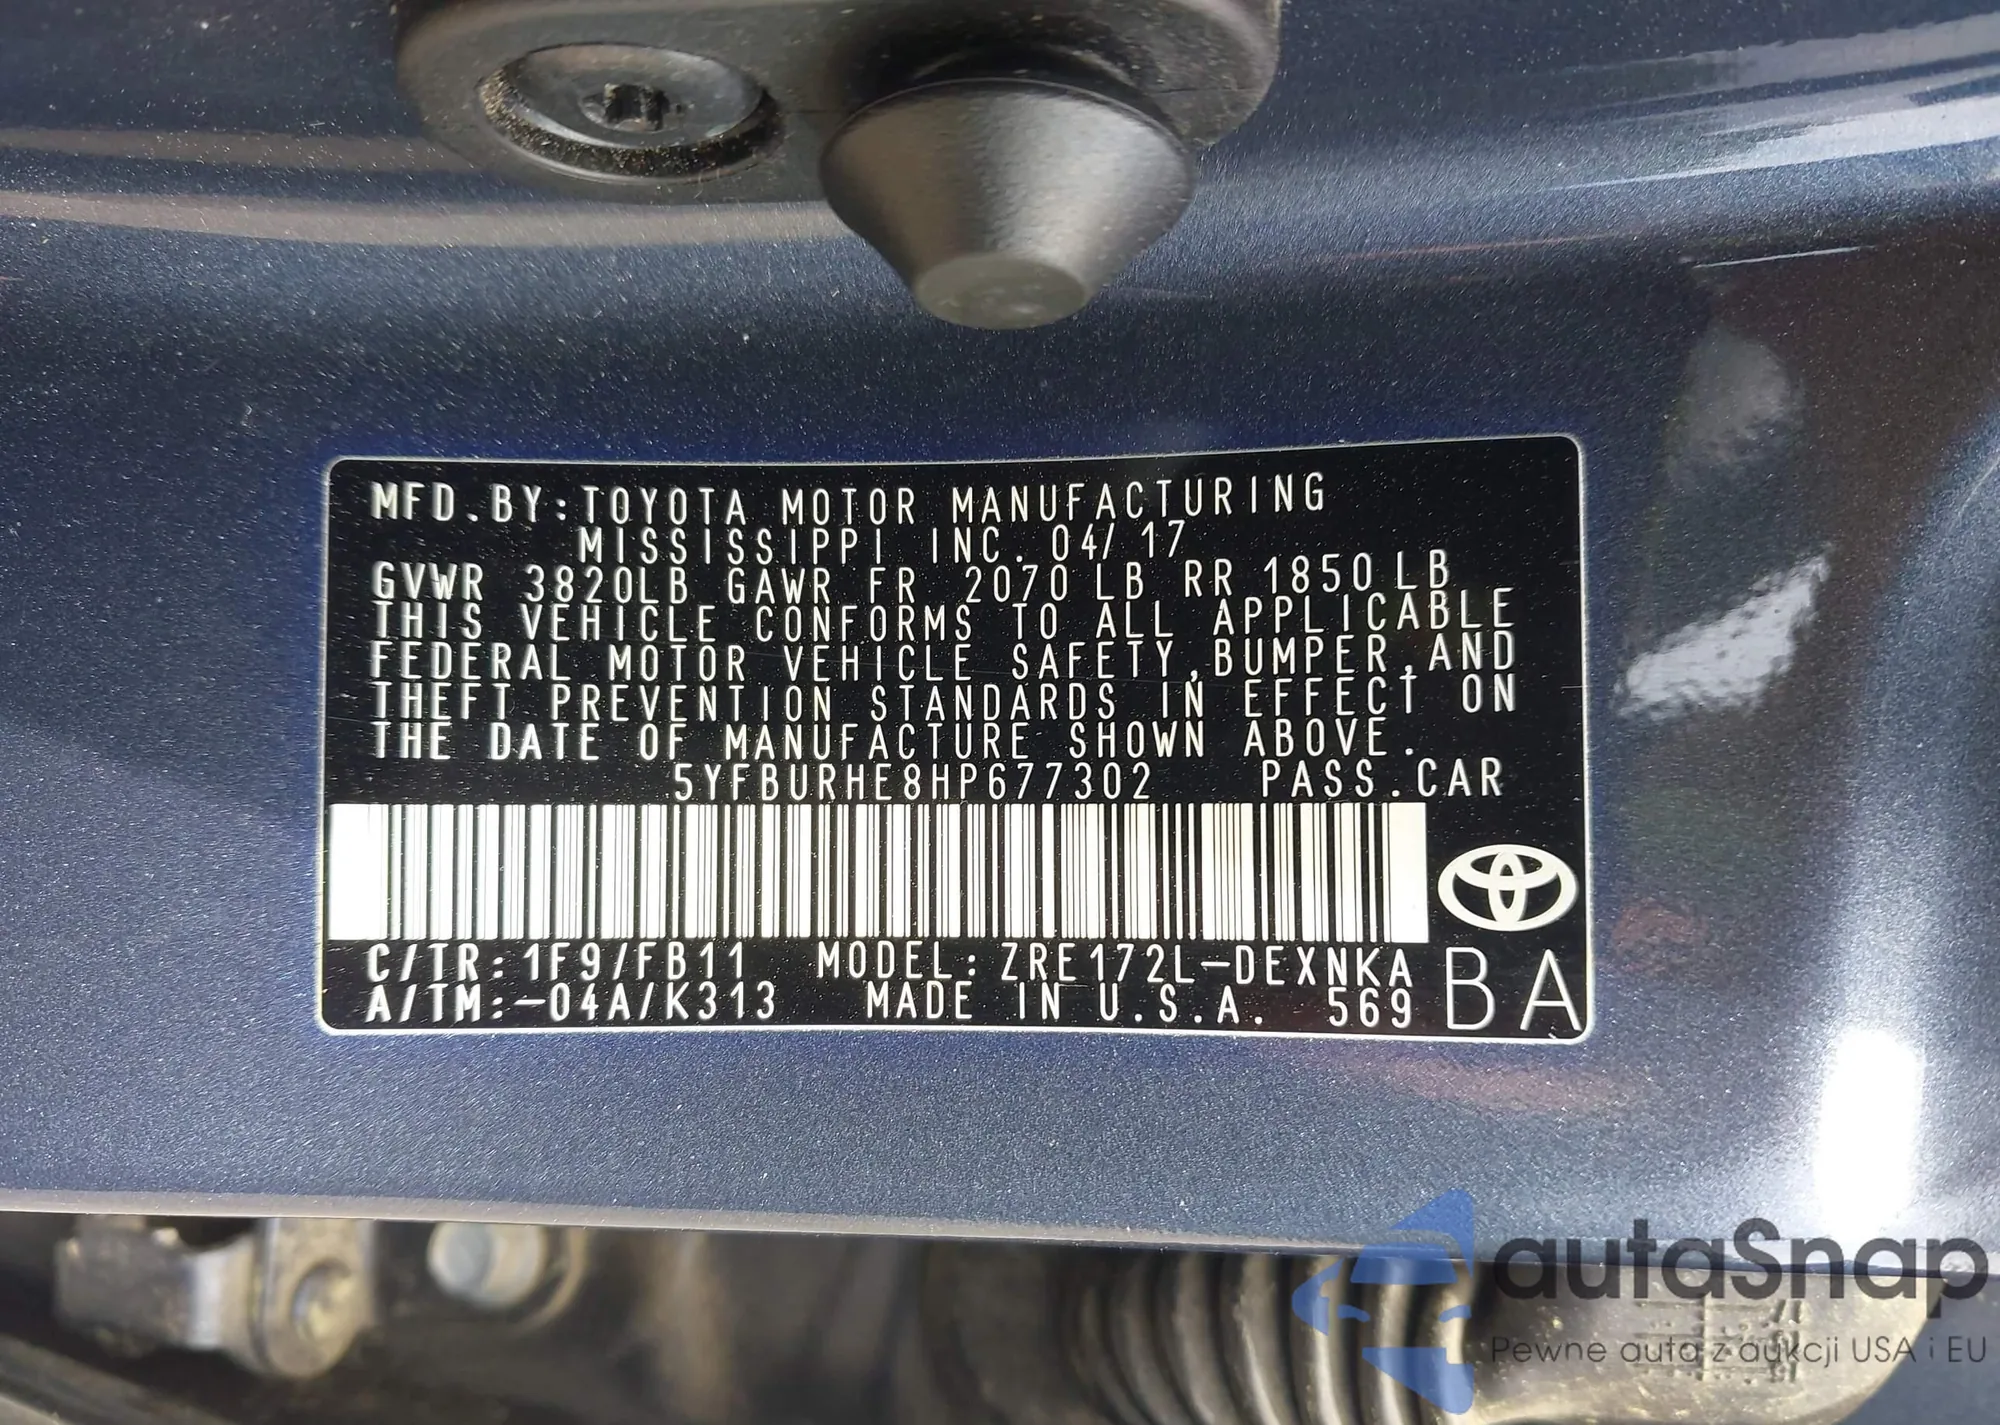 MFD.BY:TOYOTA MOTOR MANUFACTURING
MISSISSIPPI INC. 04/17
GVWR 3820LB GAWR FR 2070 LB RR 1850 LB
THIS VEHICLE CONFORMS TO ALL APPLICABLE
FEDERAL MOTOR VEHICLE SAFETY,BUMPER,AND
THEFT PREVENTION STANDARDS IN EFFECT ON
THE DATE OF MANUFACTURE SHOWN ABOVE.
5YFBURHE8HP677302 PASS.CAR
C/TR:1F9/FB11 MODEL:ZRE172L-DEXNKA
A/TM:-04A/K313 MADE IN U.S.A. 569
BA
autaSnap
Pewne auta z aukcji USA i EU